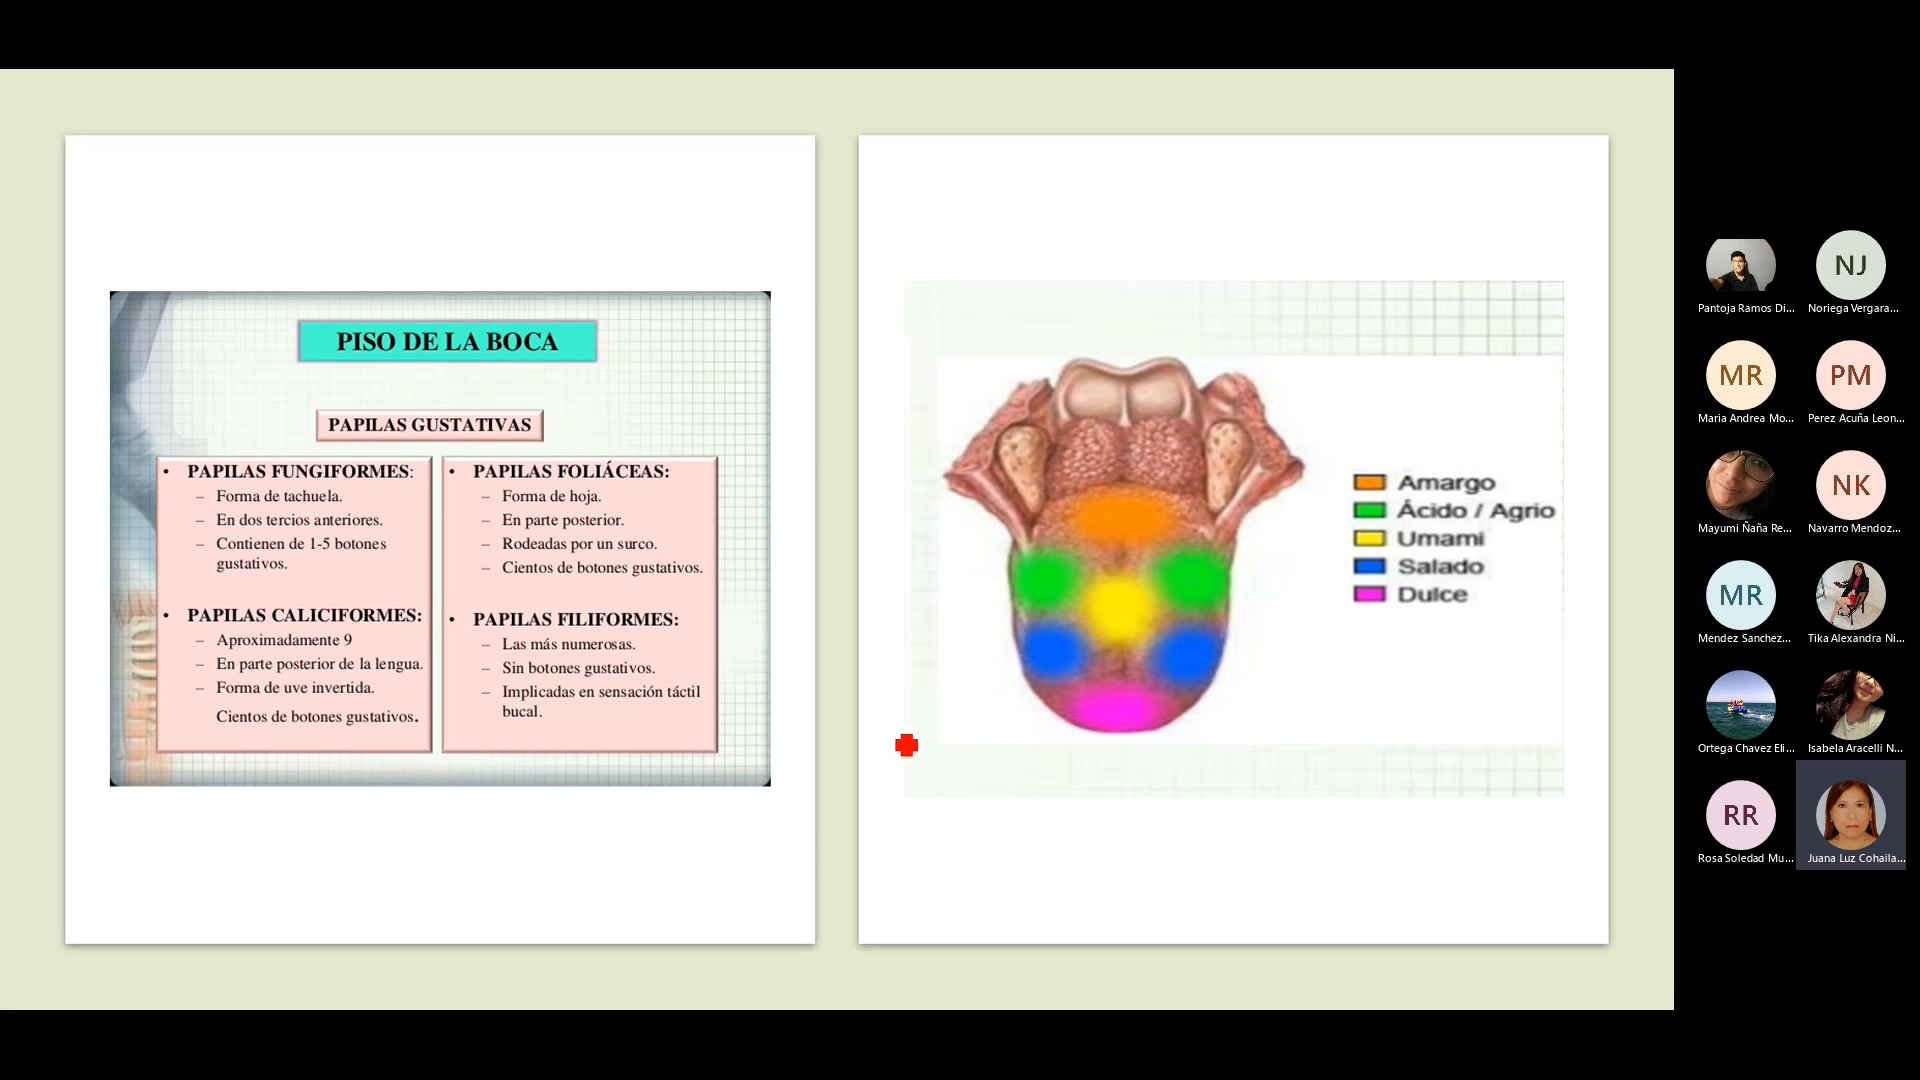 PISO DE LA BOCA
PAPILAS GUSTATIVAS
• PAPILAS FUNGIFORMES:
– Forma de tachuela.
– En dos tercios anteriores.
– Contienen de 1-5 botones
gustativos.
• PAPILAS CALICIFORMES:
– Aproximadamente 9
– En parte posterior de la lengua.
– Forma de uve invertida.
Cientos de botones gustativos.
• PAPILAS FOLIÁCEAS:
– Forma de hoja.
– En parte posterior.
– Rodeadas por un surco.
– Cientos de botones gustativos.
• PAPILAS FILIFORMES:
– Las más numerosas.
– Sin botones gustativos.
– Implicadas en sensación táctil
bucal.
Amargo
Ácido / Agrio
Umami
Salado
Dulce
Pantoja Ramos Di...
NJ
Noriega Vergara...
MR
Maria Andrea Mo...
PM
Perez Acuña Leon...
Mayumi Ñaña Re...
NK
Navarro Mendoz...
MR
Mendez Sanchez...
Tika Alexandra Ni...
Ortega Chavez Eli...
Isabela Aracelli N...
RR
Rosa Soledad Mu...
Juana Luz Cohaila...